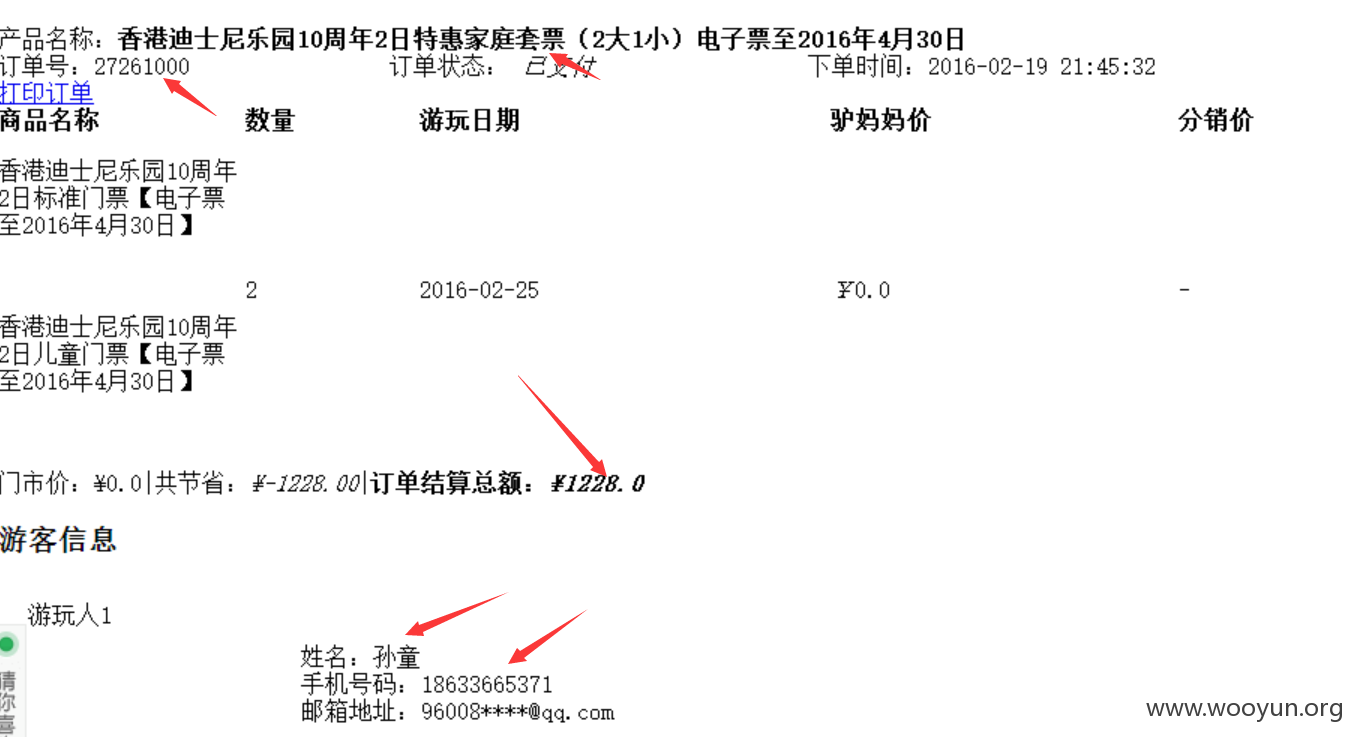 产品名称：香港迪士尼乐园10周年2日特惠家庭套票（2大1小）电子票至2016年4月30日
订单号：27261000 订单状态： 已支付 下单时间：2016-02-19 21:45:32
打印订单
商品名称 数量 游玩日期 驴妈妈价 分销价
香港迪士尼乐园10周年
2日标准门票【电子票
至2016年4月30日】
2 2016-02-25 ¥0.0 -
香港迪士尼乐园10周年
2日儿童门票【电子票
至2016年4月30日】
门市价：¥0.0|共节省：¥-1228.00|订单结算总额：¥1228.0
游客信息
游玩人1
姓名：孙童
手机号码：18633665371
邮箱地址：96008****@qq.com
猜
你
喜
www.wooyun.org